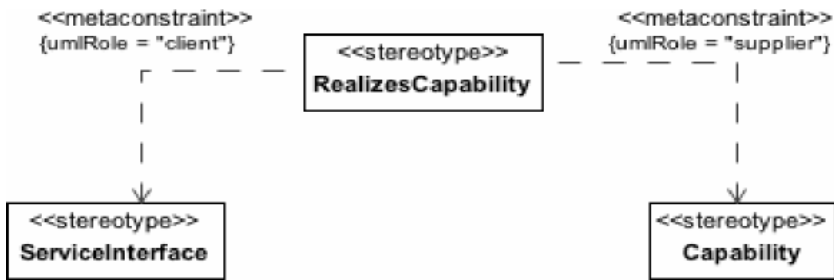 <<metaconstraint>>
{umlRole = "client"}
<<metaconstraint>>
{umlRole = "supplier"}
<<stereotype>>
RealizesCapability
<<stereotype>>
ServiceInterface
<<stereotype>>
Capability